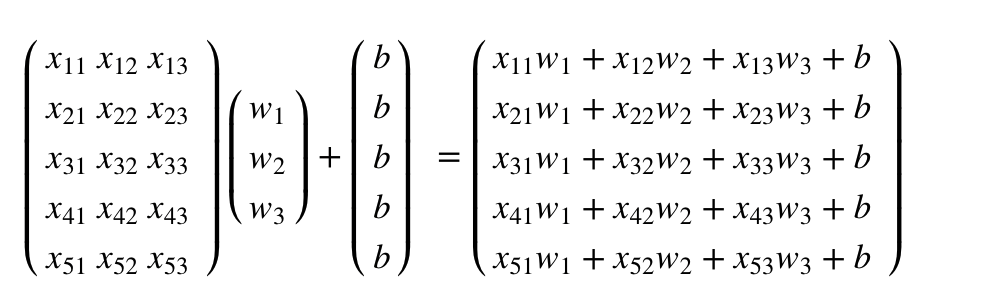 x₁₁ x₁₂ x₁₃ b x₁₁w₁ + x₁₂w₂ + x₁₃w₃ + b
x₂₁ x₂₂ x₂₃ w₁ b x₂₁w₁ + x₂₂w₂ + x₂₃w₃ + b
x₃₁ x₃₂ x₃₃ w₂ + b = x₃₁w₁ + x₃₂w₂ + x₃₃w₃ + b
x₄₁ x₄₂ x₄₃ w₃ b x₄₁w₁ + x₄₂w₂ + x₄₃w₃ + b
x₅₁ x₅₂ x₅₃ b x₅₁w₁ + x₅₂w₂ + x₅₃w₃ + b